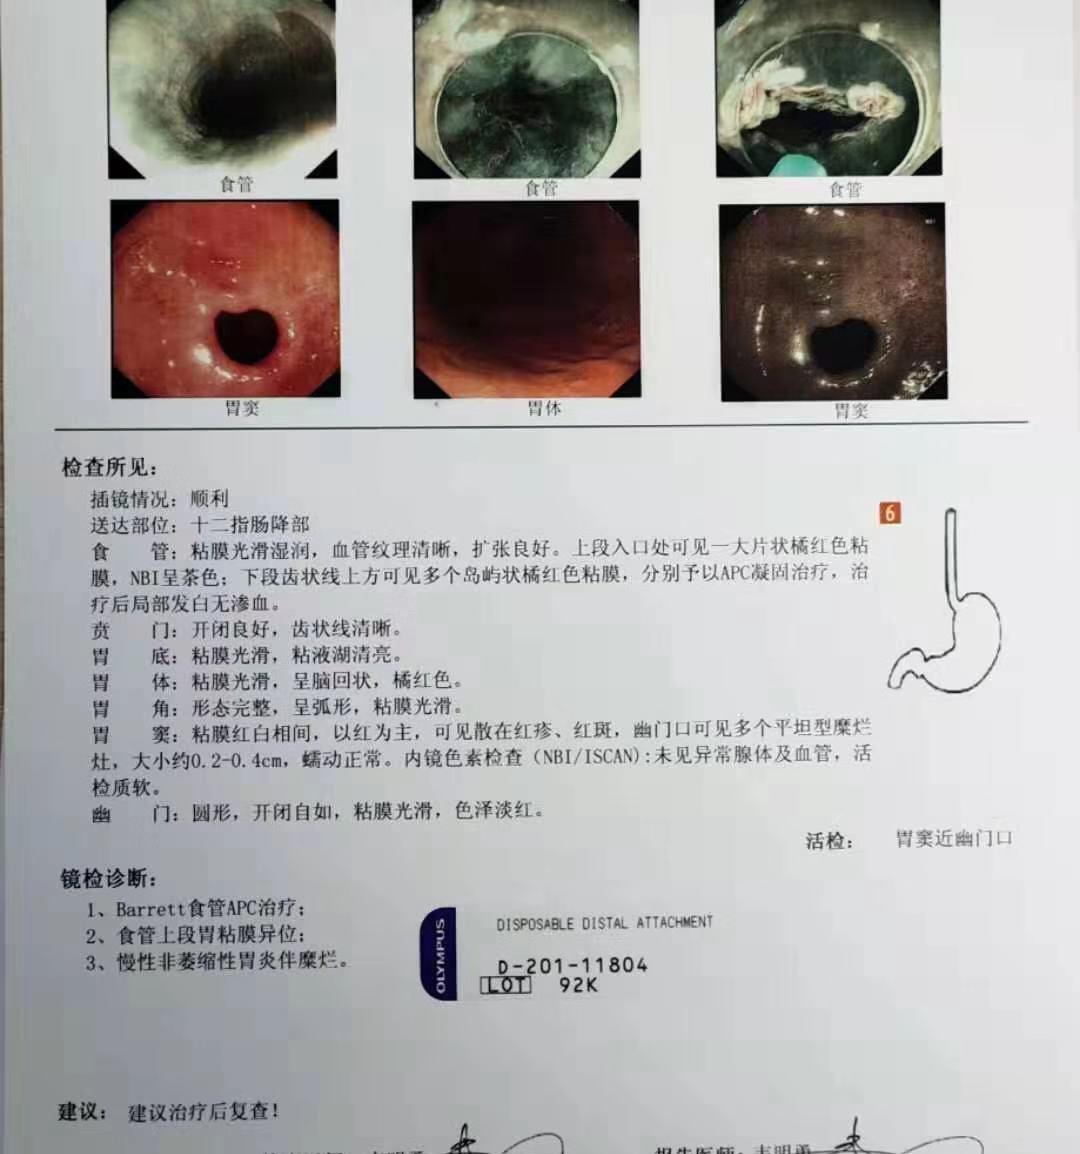 食管
食管
食管
胃窦
胃体
胃窦
检查所见：
插镜情况：顺利
送达部位：十二指肠降部
食 管：粘膜光滑湿润，血管纹理清晰，扩张良好。上段入口处可见一大片状橘红色粘
膜，NBI呈茶色；下段齿状线上方可见多个岛屿状橘红色粘膜，分别予以APC凝固治疗，治
疗后局部发白无渗血。
贲 门：开闭良好，齿状线清晰。
胃 底：粘膜光滑，粘液湖清亮。
胃 体：粘膜光滑，呈脑回状，橘红色。
胃 角：形态完整，呈弧形，粘膜光滑。
胃 窦：粘膜红白相间，以红为主，可见散在红疹、红斑，幽门口可见多个平坦型糜烂
灶，大小约0.2-0.4cm，蠕动正常。内镜色素检查（NBI/ISCAN）:未见异常腺体及血管，活
检质软。
幽 门：圆形，开闭自如，粘膜光滑，色泽淡红。
6
活检： 胃窦近幽门口
镜检诊断：
1、Barrett食管APC治疗；
2、食管上段胃粘膜异位；
3、慢性非萎缩性胃炎伴糜烂。
OLYMPUS
DISPOSABLE DISTAL ATTACHMENT
D-201-11804
LOT 92K
建议： 建议治疗后复查！
报告医师：